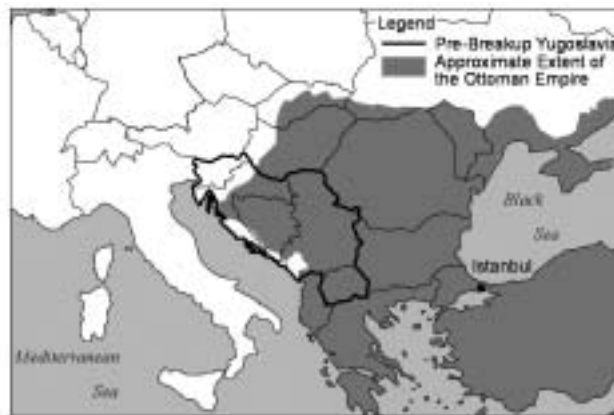 Legend
Pre-Breakup Yugoslavia
Approximate Extent of
the Ottoman Empire
Black
Sea
Istanbul
Mediterranean
Sea